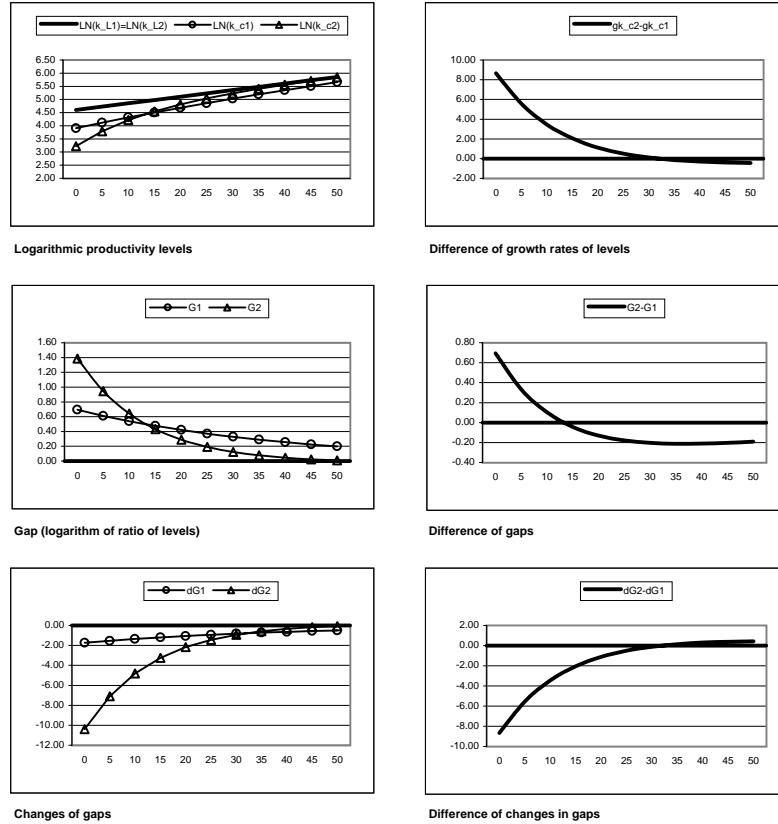 LN(k_L1)=LN(k_L2) LN(k_c1) LN(k_c2)
6.50
6.00
5.50
5.00
4.50
4.00
3.50
3.00
2.50
2.00
0 5 10 15 20 25 30 35 40 45 50
Logarithmic productivity levels
gk_c2-gk_c1
10.00
8.00
6.00
4.00
2.00
0.00
-2.00
0 5 10 15 20 25 30 35 40 45 50
Difference of growth rates of levels
G1 G2
1.60
1.40
1.20
1.00
0.80
0.60
0.40
0.20
0.00
0 5 10 15 20 25 30 35 40 45 50
Gap (logarithm of ratio of levels)
G2-G1
0.80
0.60
0.40
0.20
0.00
-0.20
-0.40
0 5 10 15 20 25 30 35 40 45 50
Difference of gaps
dG1 dG2
0.00
-2.00
-4.00
-6.00
-8.00
-10.00
-12.00
0 5 10 15 20 25 30 35 40 45 50
Changes of gaps
dG2-dG1
2.00
0.00
-2.00
-4.00
-6.00
-8.00
-10.00
0 5 10 15 20 25 30 35 40 45 50
Difference of changes in gaps